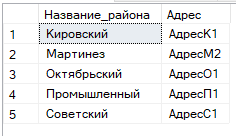 Название_района Адрес
1 Кировский АдресК1
2 Мартинез АдресМ2
3 Октябрьский АдресО1
4 Промышленный АдресП1
5 Советский АдресС1